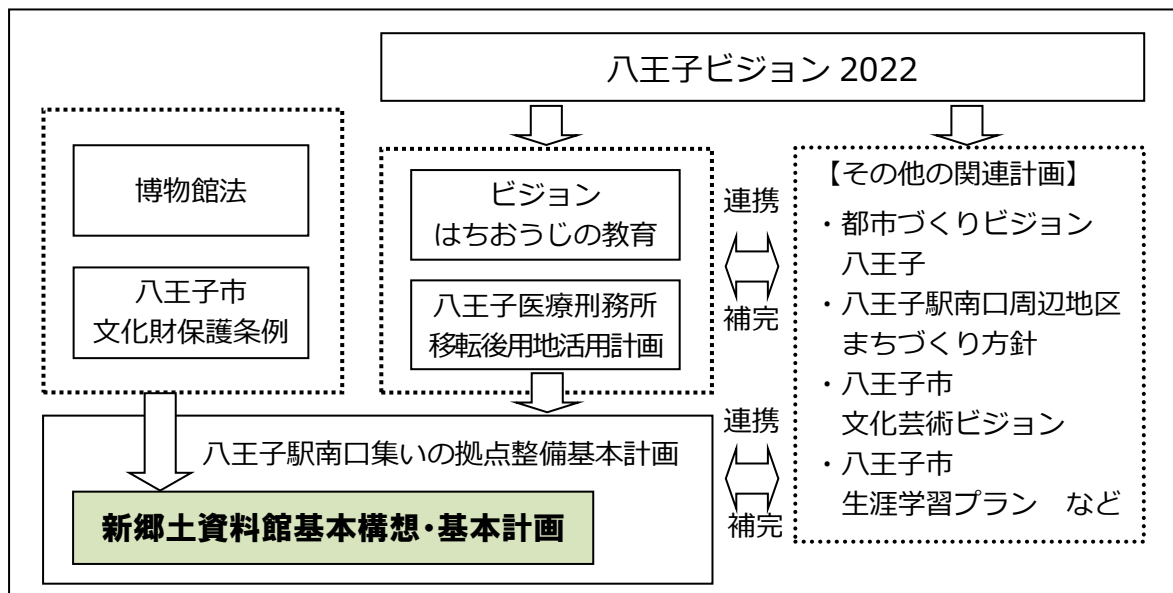 八王子ビジョン 2022
博物館法
八王子市
文化財保護条例
ビジョン
はちおうじの教育
八王子医療刑務所
移転後用地活用計画
連携
補完
【その他の関連計画】
・都市づくりビジョン
八王子
・八王子駅南口周辺地区
まちづくり方針
・八王子市
文化芸術ビジョン
・八王子市
生涯学習プラン　など
八王子駅南口集いの拠点整備基本計画
新郷土資料館基本構想・基本計画
連携
補完